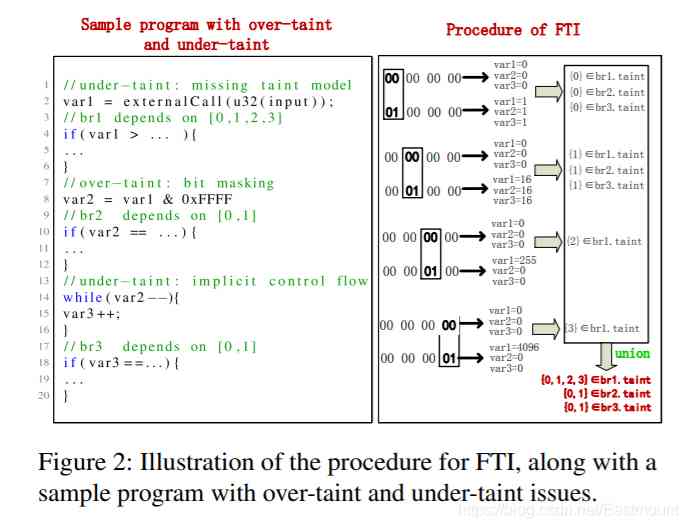 Sample program with over-taint
and under-taint
1 //under-taint: missing taint model
2 var1 = externalCall(u32(input));
3 //br1 depends on [0,1,2,3]
4 if(var1 > ... ){
5 ...
6 }
7 //over-taint: bit masking
8 var2 = var1 & 0xFFFF
9 //br2 depends on [0,1]
10 if(var2 == ...){
11 ...
12 }
13 //under-taint: implicit control flow
14 while(var2--){
15 var3++;
16 }
17 //br3 depends on [0,1]
18 if(var3==...){
19 ...
20 }
Procedure of FTI
00 00 00 00
var1=0
var2=0
var3=0
01 00 00 00
var1=1
var2=1
var3=1
{0}∈br1.taint
{0}∈br2.taint
{0}∈br3.taint
00 00 00 00
var1=0
var2=0
var3=0
00 01 00 00
var1=16
var2=16
var3=16
{1}∈br1.taint
{1}∈br2.taint
{1}∈br3.taint
00 00 00 00
var1=0
var2=0
var3=0
00 00 01 00
var1=255
var2=0
var3=0
{2}∈br1.taint
00 00 00 00
var1=0
var2=0
var3=0
00 00 00 01
var1=4096
var2=0
var3=0
{3}∈br1.taint
union
{0,1,2,3}∈br1.taint
[0,1}∈br2.taint
{0,1}∈br3.taint
Figure 2: Illustration of the procedure for FTI, along with a
sample program with over-taint and under-taint issues.
https://blog.csdn.net/Eastmount